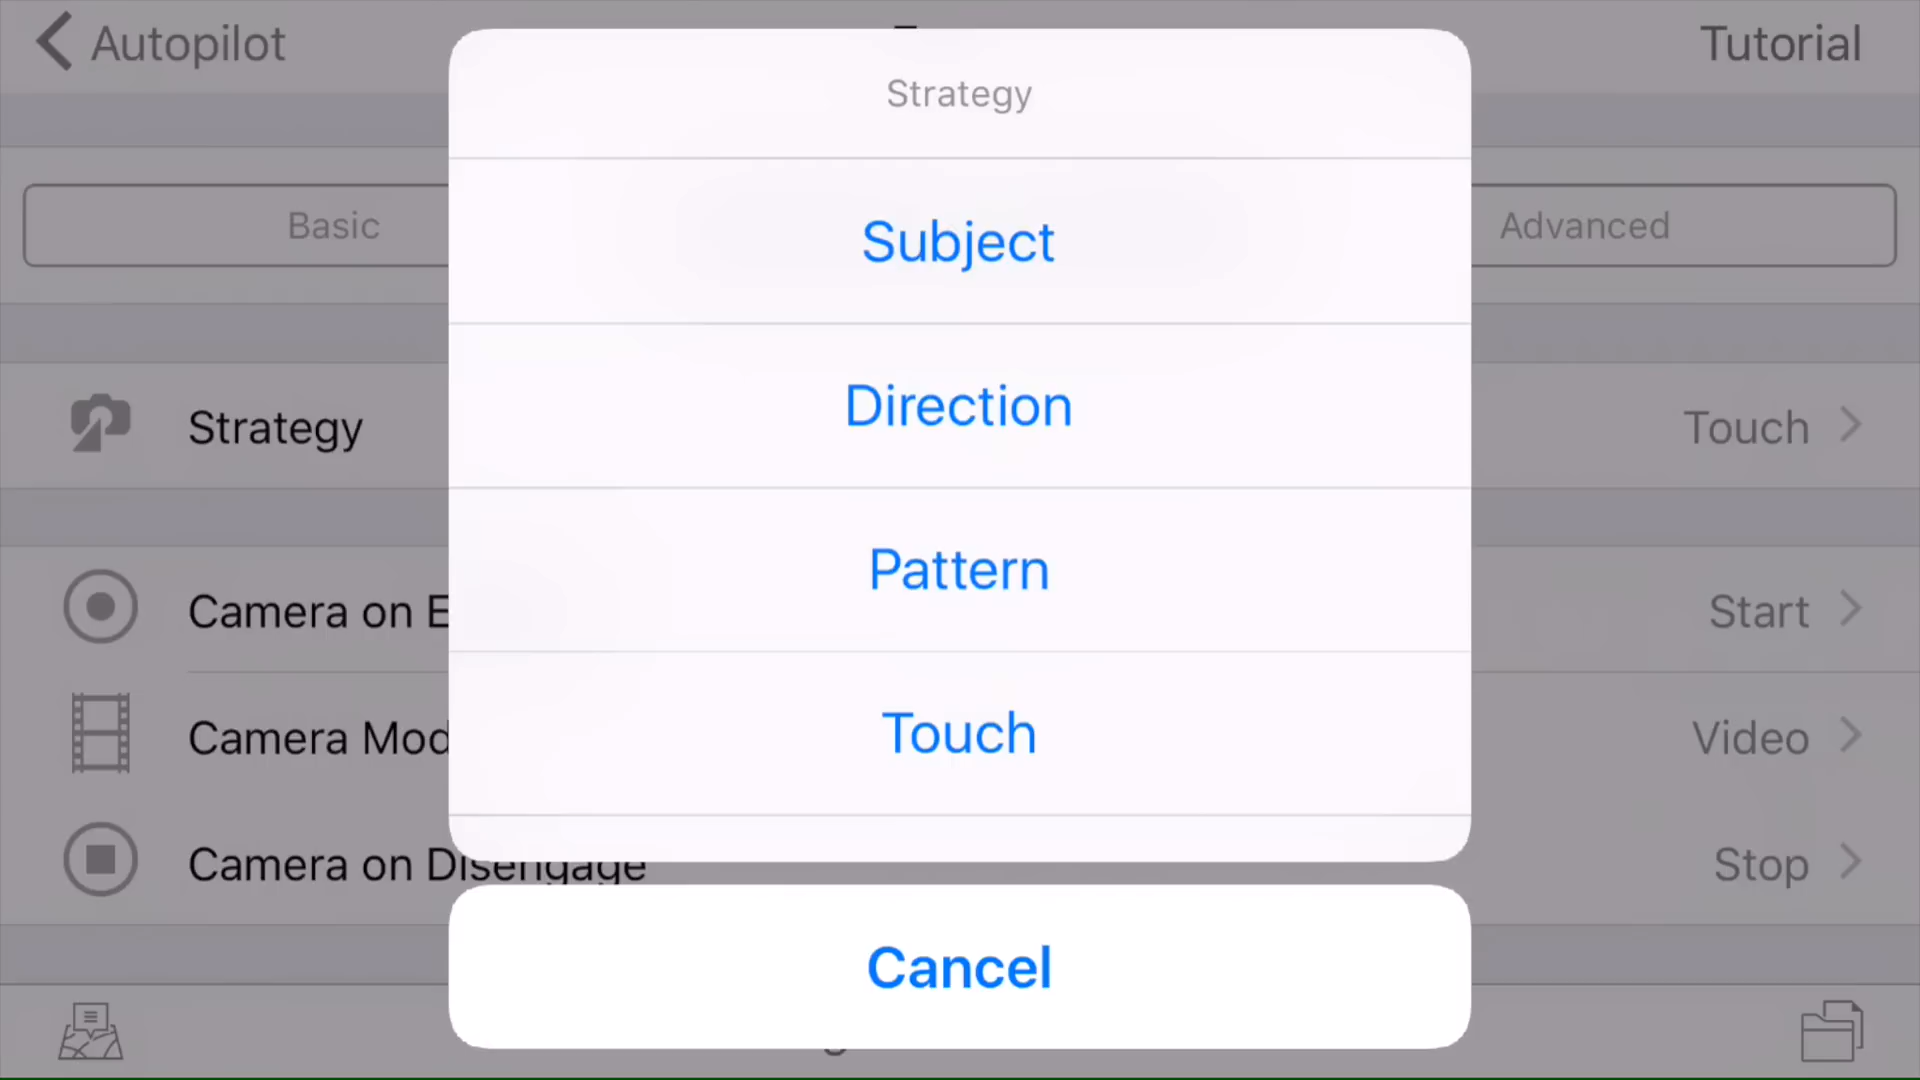 Autopilot
Tutorial
Strategy
Basic
Advanced
Subject
Direction
Strategy
Touch
Pattern
Camera on E
Start
Camera Mod
Video
Touch
Camera on Disengage
Stop
Cancel